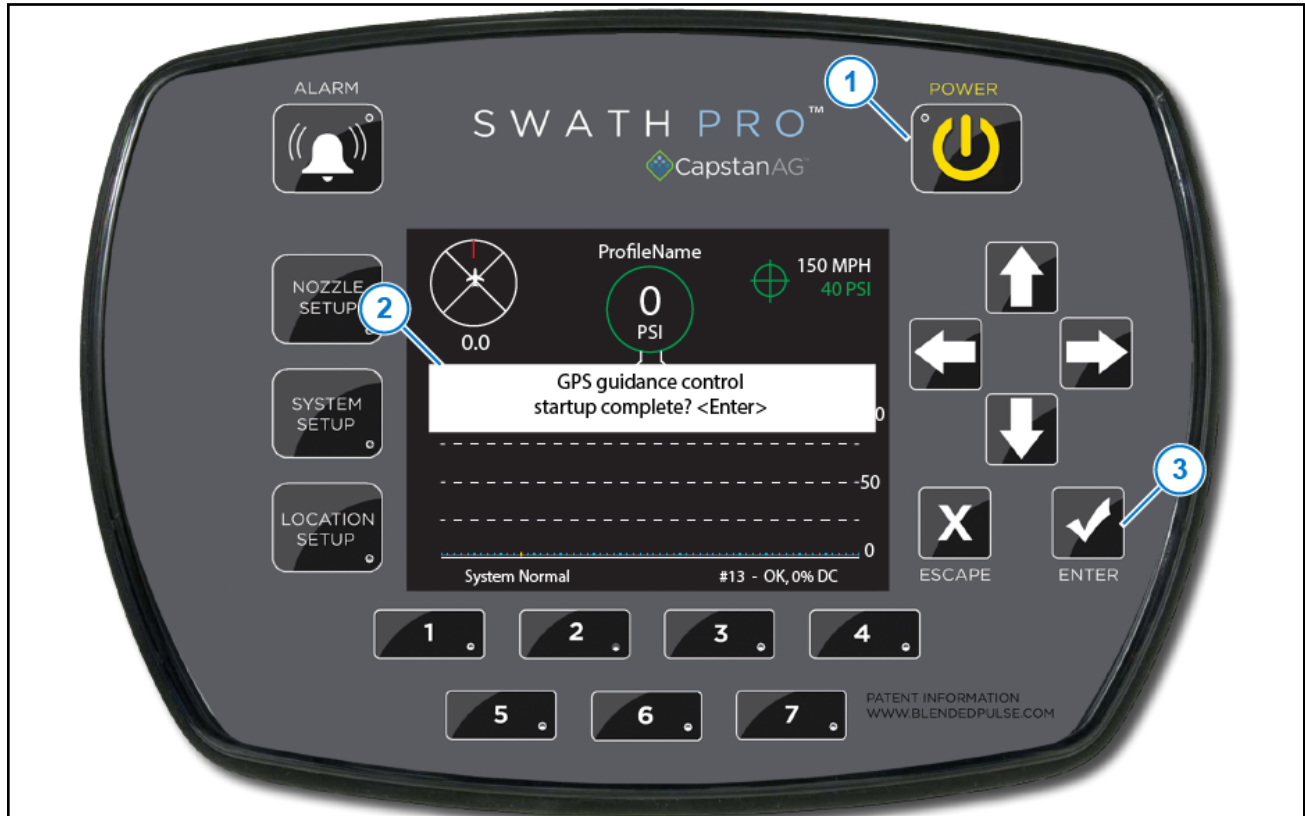 ALARM
((🔔))
1
POWER
SWATH PRO™
CapstanAG™
NOZZLE
SETUP
2
ProfileName
150 MPH
40 PSI
0
PSI
0.0
GPS guidance control
startup complete? <Enter>
0
SYSTEM
SETUP
-50
3
LOCATION
SETUP
0
System Normal
#13 - OK, 0% DC
X
ESCAPE
ENTER
1
2
3
4
5
6
7
PATENT INFORMATION
WWW.BLENDEDPULSE.COM